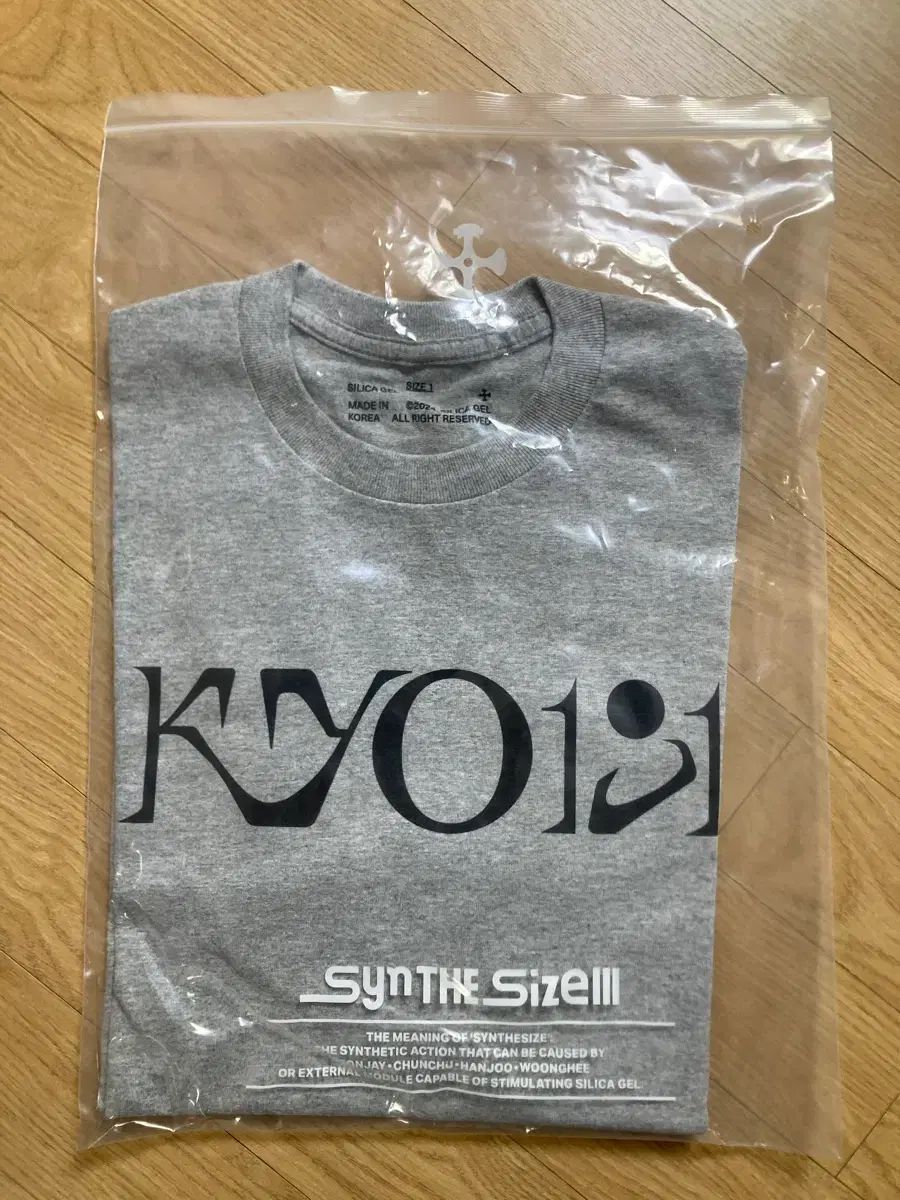 SILICA GEL SIZE 1
MADE IN ©2024 SILICA GEL
KOREA ALL RIGHT RESERVED
KYO181
SynTHE SizeIII
THE MEANING OF 'SYNTHESIZE'.
THE SYNTHETIC ACTION THAT CAN BE CAUSED BY
CHUNCHU • HANJOO • WOONGHEE
OR EXTERNAL MODULE CAPABLE OF STIMULATING SILICA GEL.